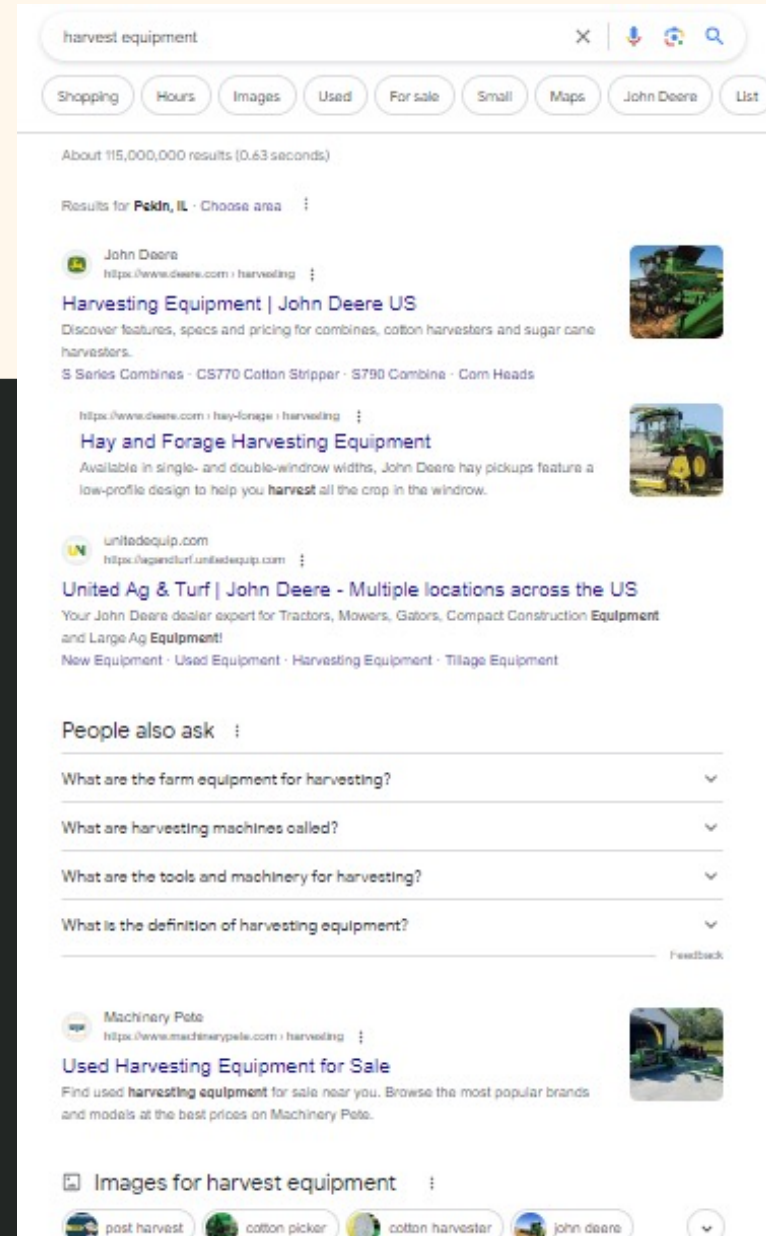 harvest equipment
Shopping Hours Images Used For sale Small Maps John Deere List
About 115,000,000 results (0.63 seconds)
Results for Pekin, IL · Choose area
John Deere
https://www.deere.com › harvesting
Harvesting Equipment | John Deere US
Discover features, specs and pricing for combines, cotton harvesters and sugar cane
harvesters.
S Series Combines · CS770 Cotton Stripper · S790 Combine · Corn Heads
https://www.deere.com › hay-forage › harvesting
Hay and Forage Harvesting Equipment
Available in single- and double-windrow widths, John Deere hay pickups feature a
low-profile design to help you harvest all the crop in the windrow.
unitedequip.com
https://agandturf.unitedequip.com
United Ag & Turf | John Deere - Multiple locations across the US
Your John Deere dealer expert for Tractors, Mowers, Gators, Compact Construction Equipment
and Large Ag Equipment!
New Equipment · Used Equipment · Harvesting Equipment · Tillage Equipment
People also ask
What are the farm equipment for harvesting?
What are harvesting machines called?
What are the tools and machinery for harvesting?
What is the definition of harvesting equipment?
Feedback
Machinery Pete
https://www.machinerypete.com › harvesting
Used Harvesting Equipment for Sale
Find used harvesting equipment for sale near you. Browse the most popular brands
and models at the best prices on Machinery Pete.
Images for harvest equipment
post harvest cotton picker cotton harvester john deere